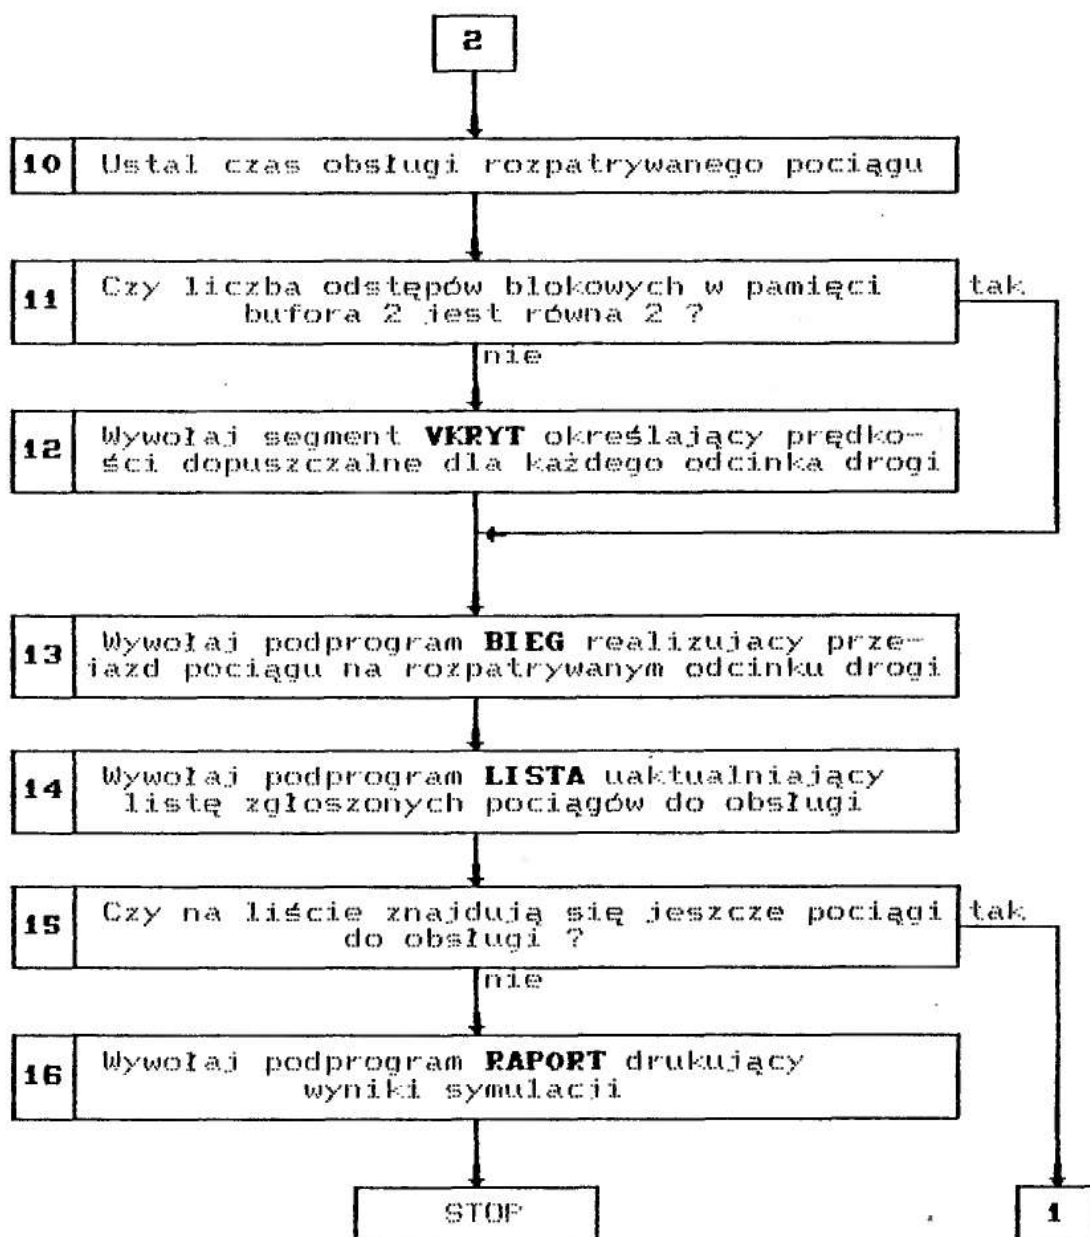 2
10 Ustal czas obsługi rozpatrywanego pociągu
11 Czy liczba odstępów blokowych w pamięci
bufora 2 jest równa 2 ?
tak
nie
12 Wywołaj segment VKRYT określający prędko-
ści dopuszczalne dla każdego odcinka drogi
13 Wywołaj podprogram BIEG realizujacy prze-
jazd pociągu na rozpatrywanym odcinku drogi
14 Wywołaj podprogram LISTA uaktualniający
listę zgłoszonych pociągów do obsługi
15 Czy na liście znajdują się jeszcze pociągi
do obsługi ?
tak
nie
16 Wywołaj podprogram RAPORT drukujący
wyniki symulacji
STOP
1